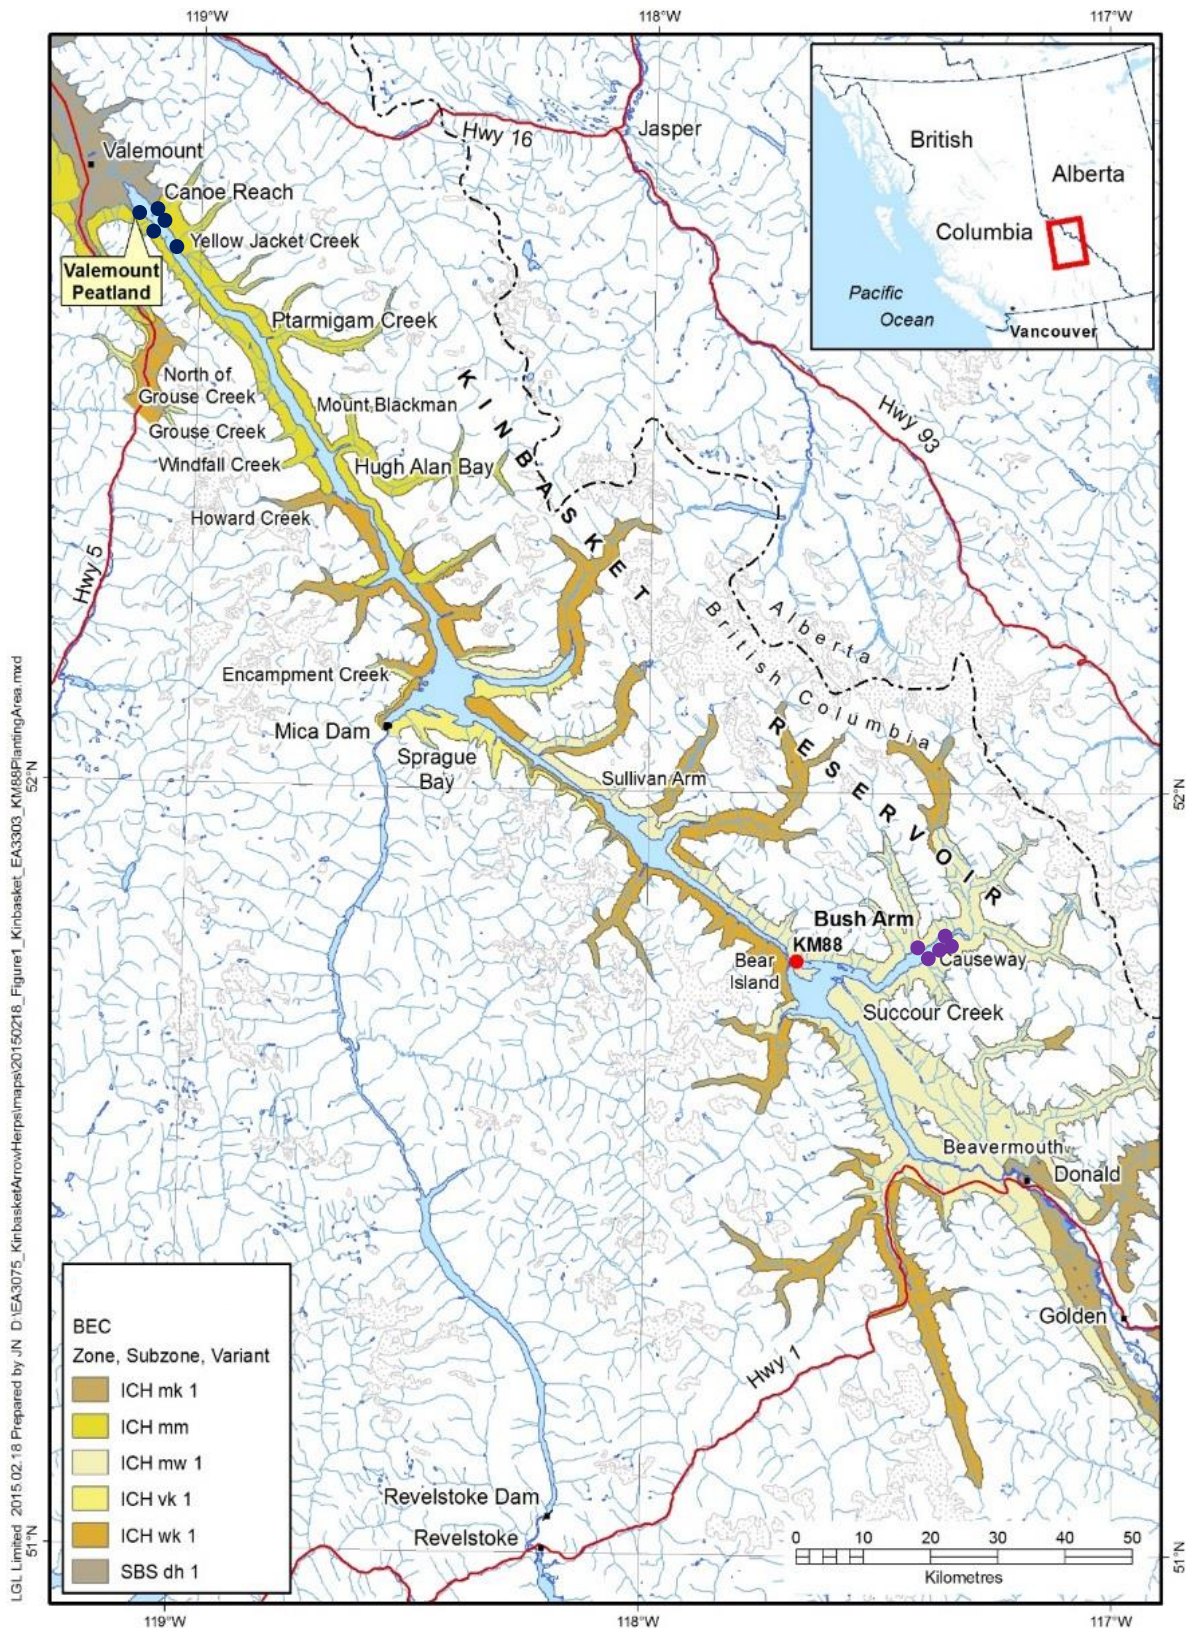 119°W
118°W
117°W
Hwy 16
Jasper
Valemount
Canoe Reach
Yellow Jacket Creek
Valemount
Peatland
Ptarmigam Creek
North of
Grouse Creek
Mount Blackman
Grouse Creek
Windfall Creek
Hugh Alan Bay
Howard Creek
Hwy 5
Hwy 93
KINBASKET
RESERVOIR
Alberta
British Columbia
British
Columbia
Alberta
Pacific
Ocean
Vancouver
Encampment Creek
Mica Dam
Sprague
Bay
Sullivan Arm
52°N
52°N
Bush Arm
KM88
Bear
Island
Causeway
Succour Creek
Beavermouth
Donald
Golden
Hwy 1
Revelstoke Dam
Revelstoke
51°N
51°N
BEC
Zone, Subzone, Variant
ICH mk 1
ICH mm
ICH mw 1
ICH vk 1
ICH wk 1
SBS dh 1
0 10 20 30 40 50
Kilometres
119°W
118°W
117°W
LGL Limited 2015.02.18 Prepared by JN D:\EA3075_KinbasketArrowHerps\maps\20150218_Figure1_Kinbasket_EA3303_KM88PlantingArea.mxd